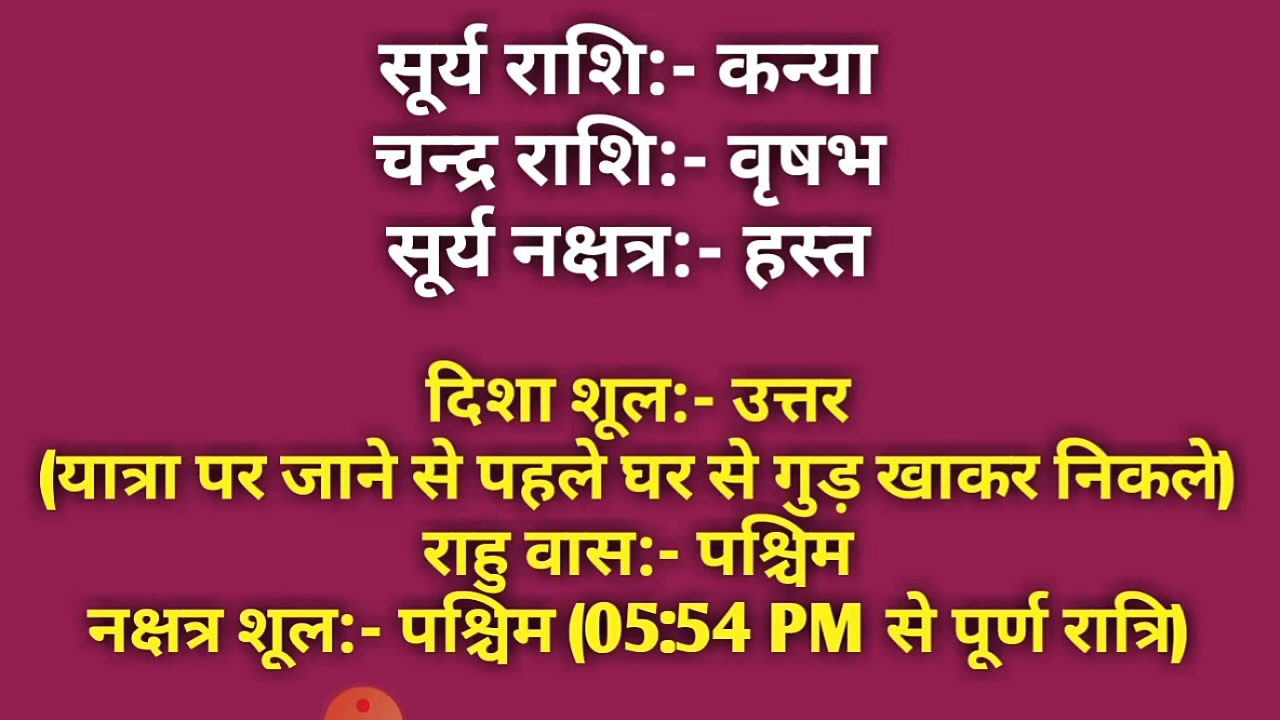 सूर्य राशि:- कन्या
चन्द्र राशि:- वृषभ
सूर्य नक्षत्र:- हस्त
दिशा शूल:- उत्तर
(यात्रा पर जाने से पहले घर से गुड़ खाकर निकले)
राहु वास:- पश्चिम
नक्षत्र शूल:- पश्चिम (05:54 PM से पूर्ण रात्रि)